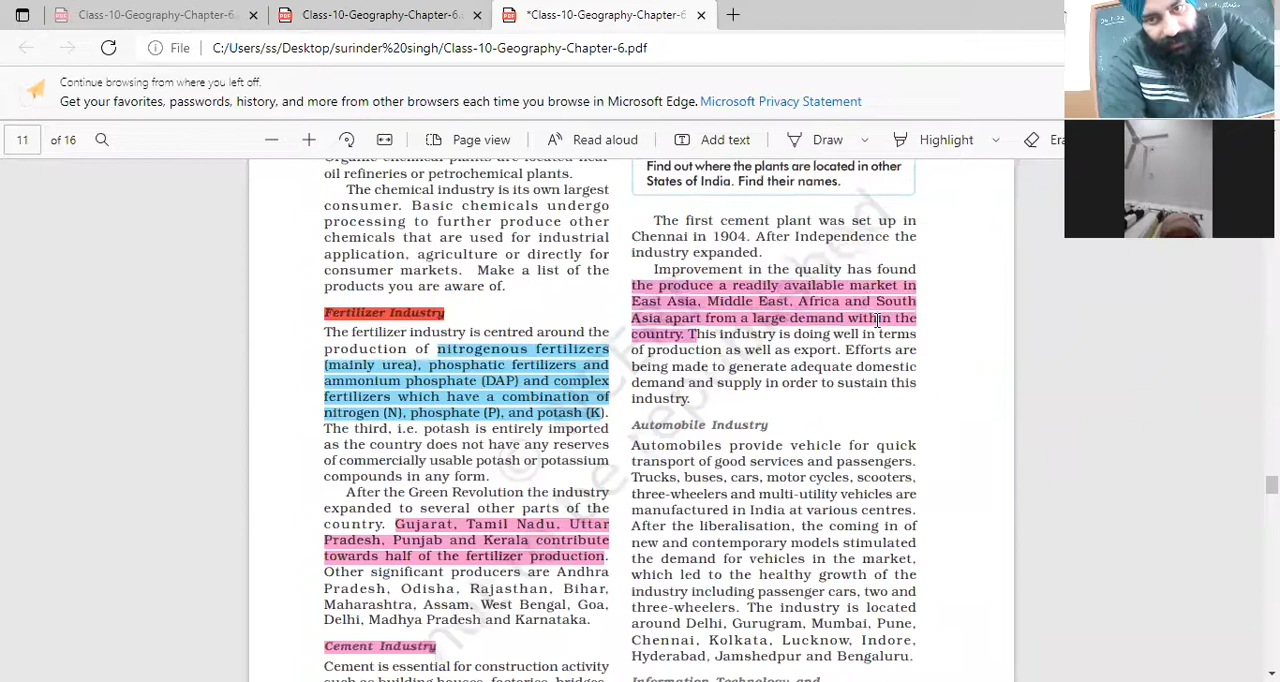 Class-10-Geography-Chapter-6.
Class-10-Geography-Chapter-6.
*Class-10-Geography-Chapter-6
File
C:/Users/ss/Desktop/surinder%20singh/Class-10-Geography-Chapter-6.pdf
Continue browsing from where you left off.
Get your favorites, passwords, history, and more from other browsers each time you browse in Microsoft Edge. Microsoft Privacy Statement
11 of 16
Page view
Read aloud
Add text
Draw
Highlight
Era
Organic chemical plants are located near
oil refineries or petrochemical plants.
The chemical industry is its own largest
consumer. Basic chemicals undergo
processing to further produce other
chemicals that are used for industrial
application, agriculture or directly for
consumer markets. Make a list of the
products you are aware of.
Fertilizer Industry
The fertilizer industry is centred around the
production of nitrogenous fertilizers
(mainly urea), phosphatic fertilizers and
ammonium phosphate (DAP) and complex
fertilizers which have a combination of
nitrogen (N), phosphate (P), and potash (K).
The third, i.e. potash is entirely imported
as the country does not have any reserves
of commercially usable potash or potassium
compounds in any form.
After the Green Revolution the industry
expanded to several other parts of the
country. Gujarat, Tamil Nadu, Uttar
Pradesh, Punjab and Kerala contribute
towards half of the fertilizer production.
Other significant producers are Andhra
Pradesh, Odisha, Rajasthan, Bihar,
Maharashtra, Assam, West Bengal, Goa,
Delhi, Madhya Pradesh and Karnataka.
Cement Industry
Cement is essential for construction activity
such as building houses, factories, bridges,
Find out where the plants are located in other
States of India. Find their names.
The first cement plant was set up in
Chennai in 1904. After Independence the
industry expanded.
Improvement in the quality has found
the produce a readily available market in
East Asia, Middle East, Africa and South
Asia apart from a large demand within the
country. This industry is doing well in terms
of production as well as export. Efforts are
being made to generate adequate domestic
demand and supply in order to sustain this
industry.
Automobile Industry
Automobiles provide vehicle for quick
transport of good services and passengers.
Trucks, buses, cars, motor cycles, scooters,
three-wheelers and multi-utility vehicles are
manufactured in India at various centres.
After the liberalisation, the coming in of
new and contemporary models stimulated
the demand for vehicles in the market,
which led to the healthy growth of the
industry including passenger cars, two and
three-wheelers. The industry is located
around Delhi, Gurugram, Mumbai, Pune,
Chennai, Kolkata, Lucknow, Indore,
Hyderabad, Jamshedpur and Bengaluru.
Information Technology and